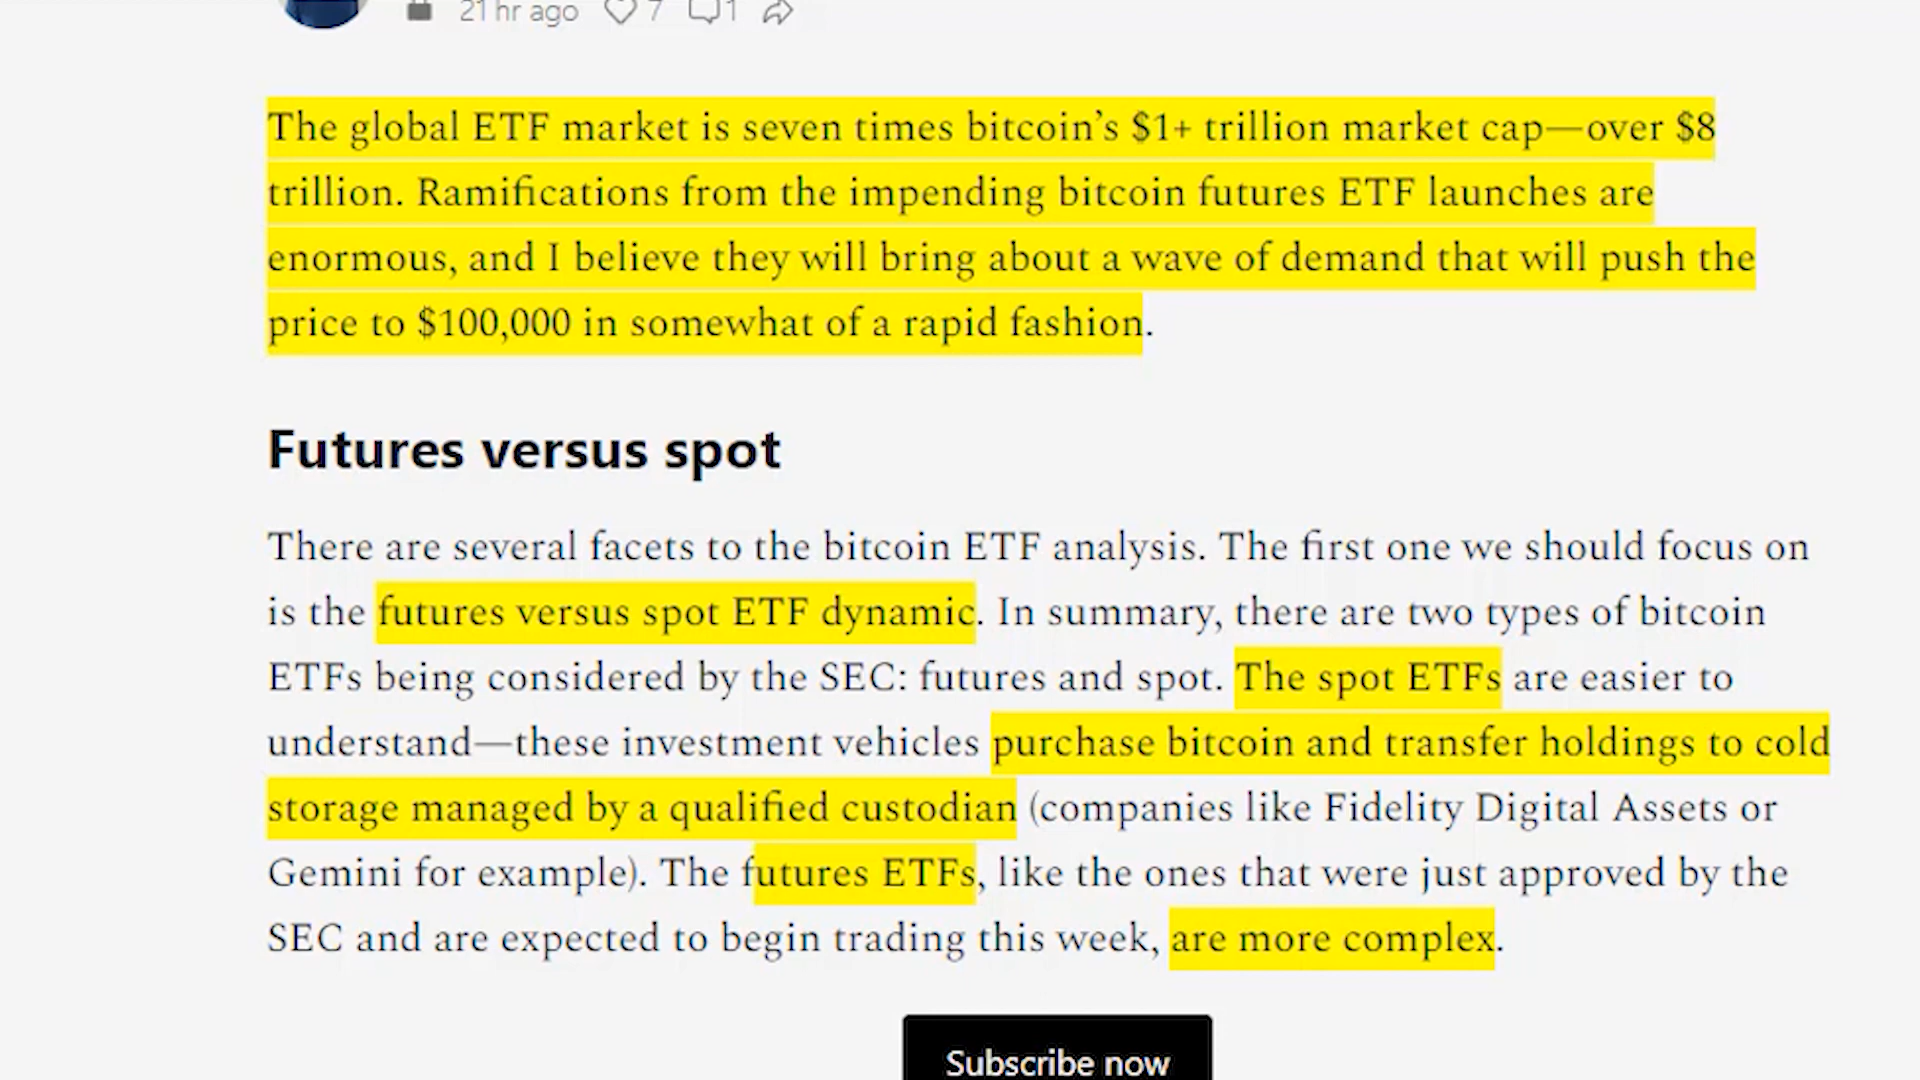 21 hr ago 7 1
The global ETF market is seven times bitcoin’s $1+ trillion market cap—over $8
trillion. Ramifications from the impending bitcoin futures ETF launches are
enormous, and I believe they will bring about a wave of demand that will push the
price to $100,000 in somewhat of a rapid fashion.
Futures versus spot
There are several facets to the bitcoin ETF analysis. The first one we should focus on
is the futures versus spot ETF dynamic. In summary, there are two types of bitcoin
ETFs being considered by the SEC: futures and spot. The spot ETFs are easier to
understand—these investment vehicles purchase bitcoin and transfer holdings to cold
storage managed by a qualified custodian (companies like Fidelity Digital Assets or
Gemini for example). The futures ETFs, like the ones that were just approved by the
SEC and are expected to begin trading this week, are more complex.
Subscribe now